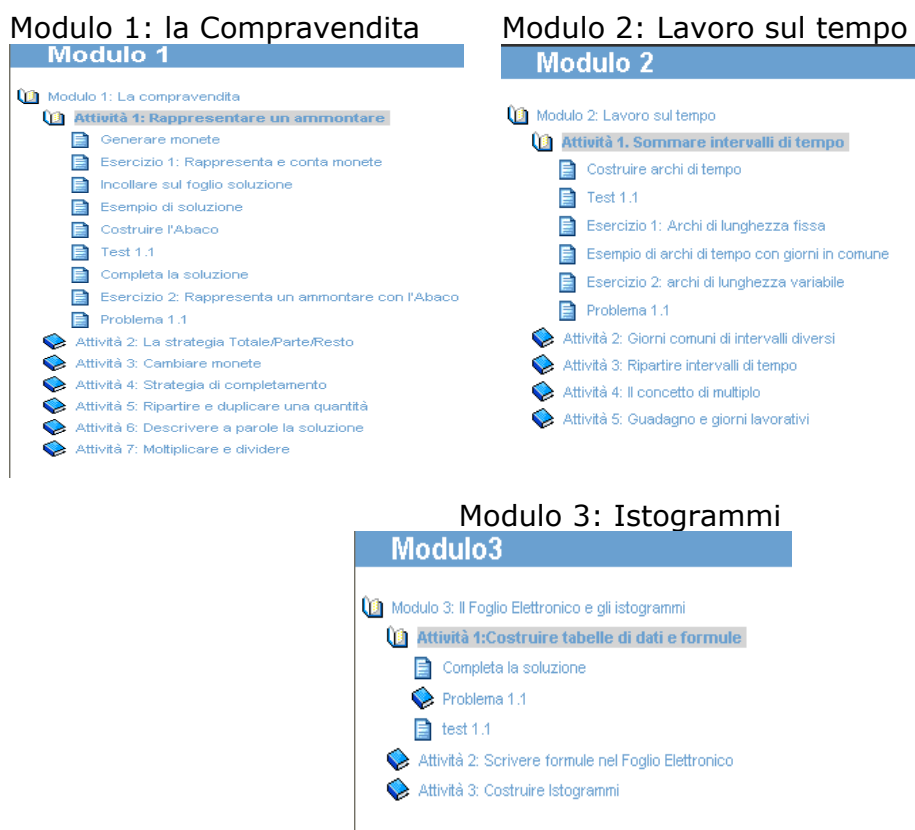 Modulo 1: la Compravendita
Modulo 1
Modulo 1: La compravendita
Attività 1: Rappresentare un ammontare
Generare monete
Esercizio 1: Rappresenta e conta monete
Incollare sul foglio soluzione
Esempio di soluzione
Costruire l'Abaco
Test 1.1
Completa la soluzione
Esercizio 2: Rappresenta un ammontare con l'Abaco
Problema 1.1
Attività 2: La strategia Totale/Parte/Resto
Attività 3: Cambiare monete
Attività 4: Strategia di completamento
Attività 5: Ripartire e duplicare una quantità
Attività 6: Descrivere a parole la soluzione
Attività 7: Moltiplicare e dividere
Modulo 2: Lavoro sul tempo
Modulo 2
Modulo 2: Lavoro sul tempo
Attività 1. Sommare intervalli di tempo
Costruire archi di tempo
Test 1.1
Esercizio 1: Archi di lunghezza fissa
Esempio di archi di tempo con giorni in comune
Esercizio 2: archi di lunghezza variabile
Problema 1.1
Attività 2: Giorni comuni di intervalli diversi
Attività 3: Ripartire intervalli di tempo
Attività 4: Il concetto di multiplo
Attività 5: Guadagno e giorni lavorativi
Modulo 3: Istogrammi
Modulo3
Modulo 3: Il Foglio Elettronico e gli istogrammi
Attività 1:Costruire tabelle di dati e formule
Completa la soluzione
Problema 1.1
test 1.1
Attività 2: Scrivere formule nel Foglio Elettronico
Attività 3: Costruire Istogrammi